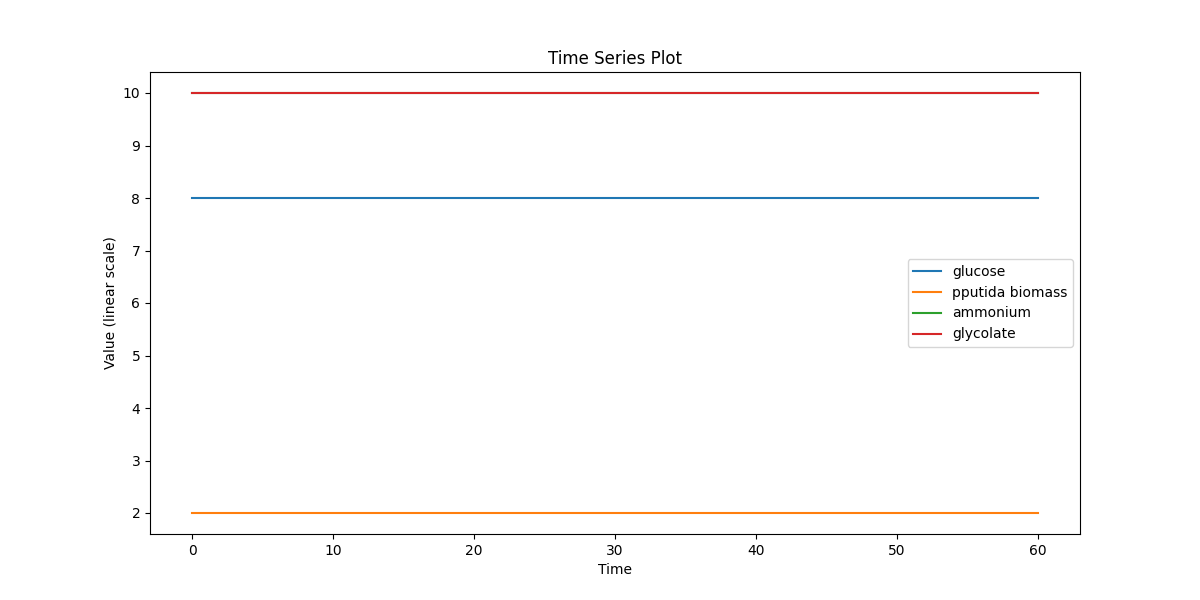 Time Series Plot
Value (linear scale)
10
9
8
7
6
5
4
3
2
glucose
pputida biomass
ammonium
glycolate
0 10 20 30 40 50 60
Time